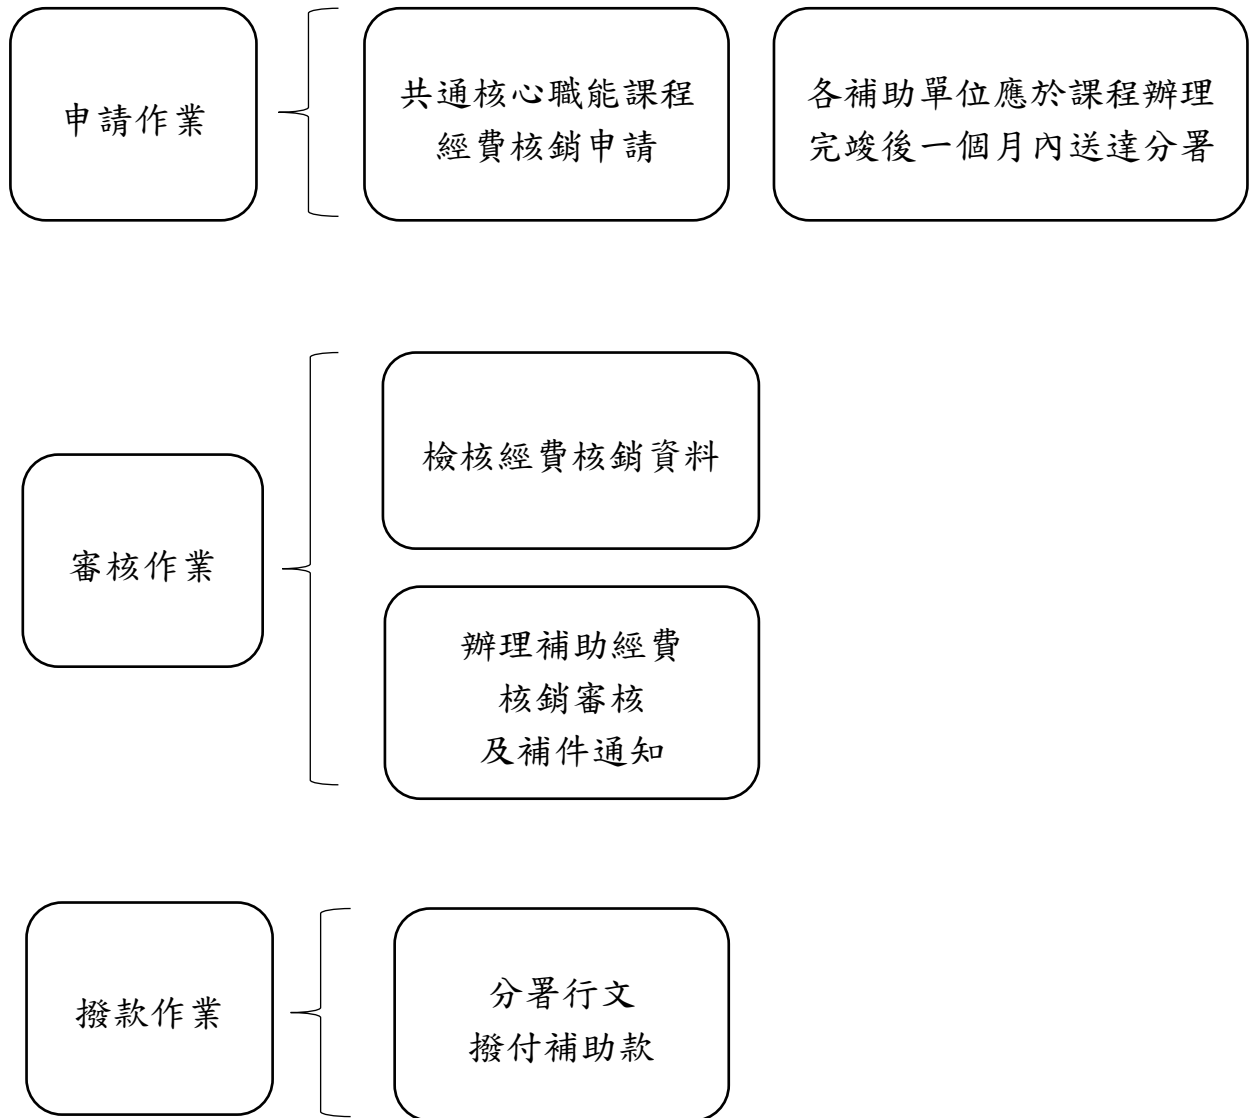 申請作業
共通核心職能課程
經費核銷申請
各補助單位應於課程辦理
完竣後一個月內送達分署
審核作業
檢核經費核銷資料
辦理補助經費
核銷審核
及補件通知
撥款作業
分署行文
撥付補助款